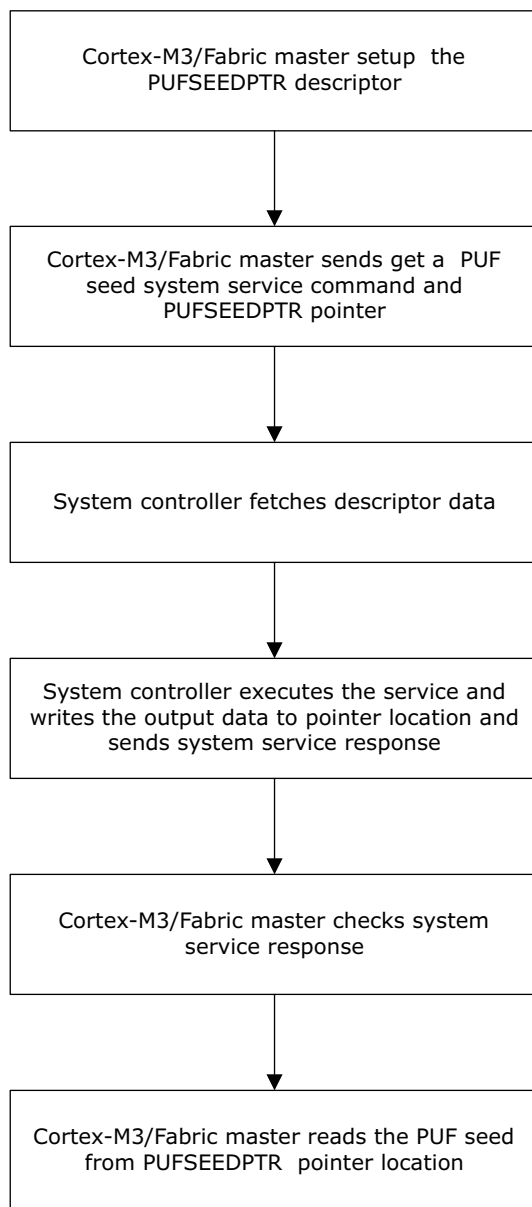 Cortex-M3/Fabric master setup the
PUFSEEDPTR descriptor
Cortex-M3/Fabric master sends get a PUF
seed system service command and
PUFSEEDPTR pointer
System controller fetches descriptor data
System controller executes the service and
writes the output data to pointer location and
sends system service response
Cortex-M3/Fabric master checks system
service response
Cortex-M3/Fabric master reads the PUF seed
from PUFSEEDPTR pointer location